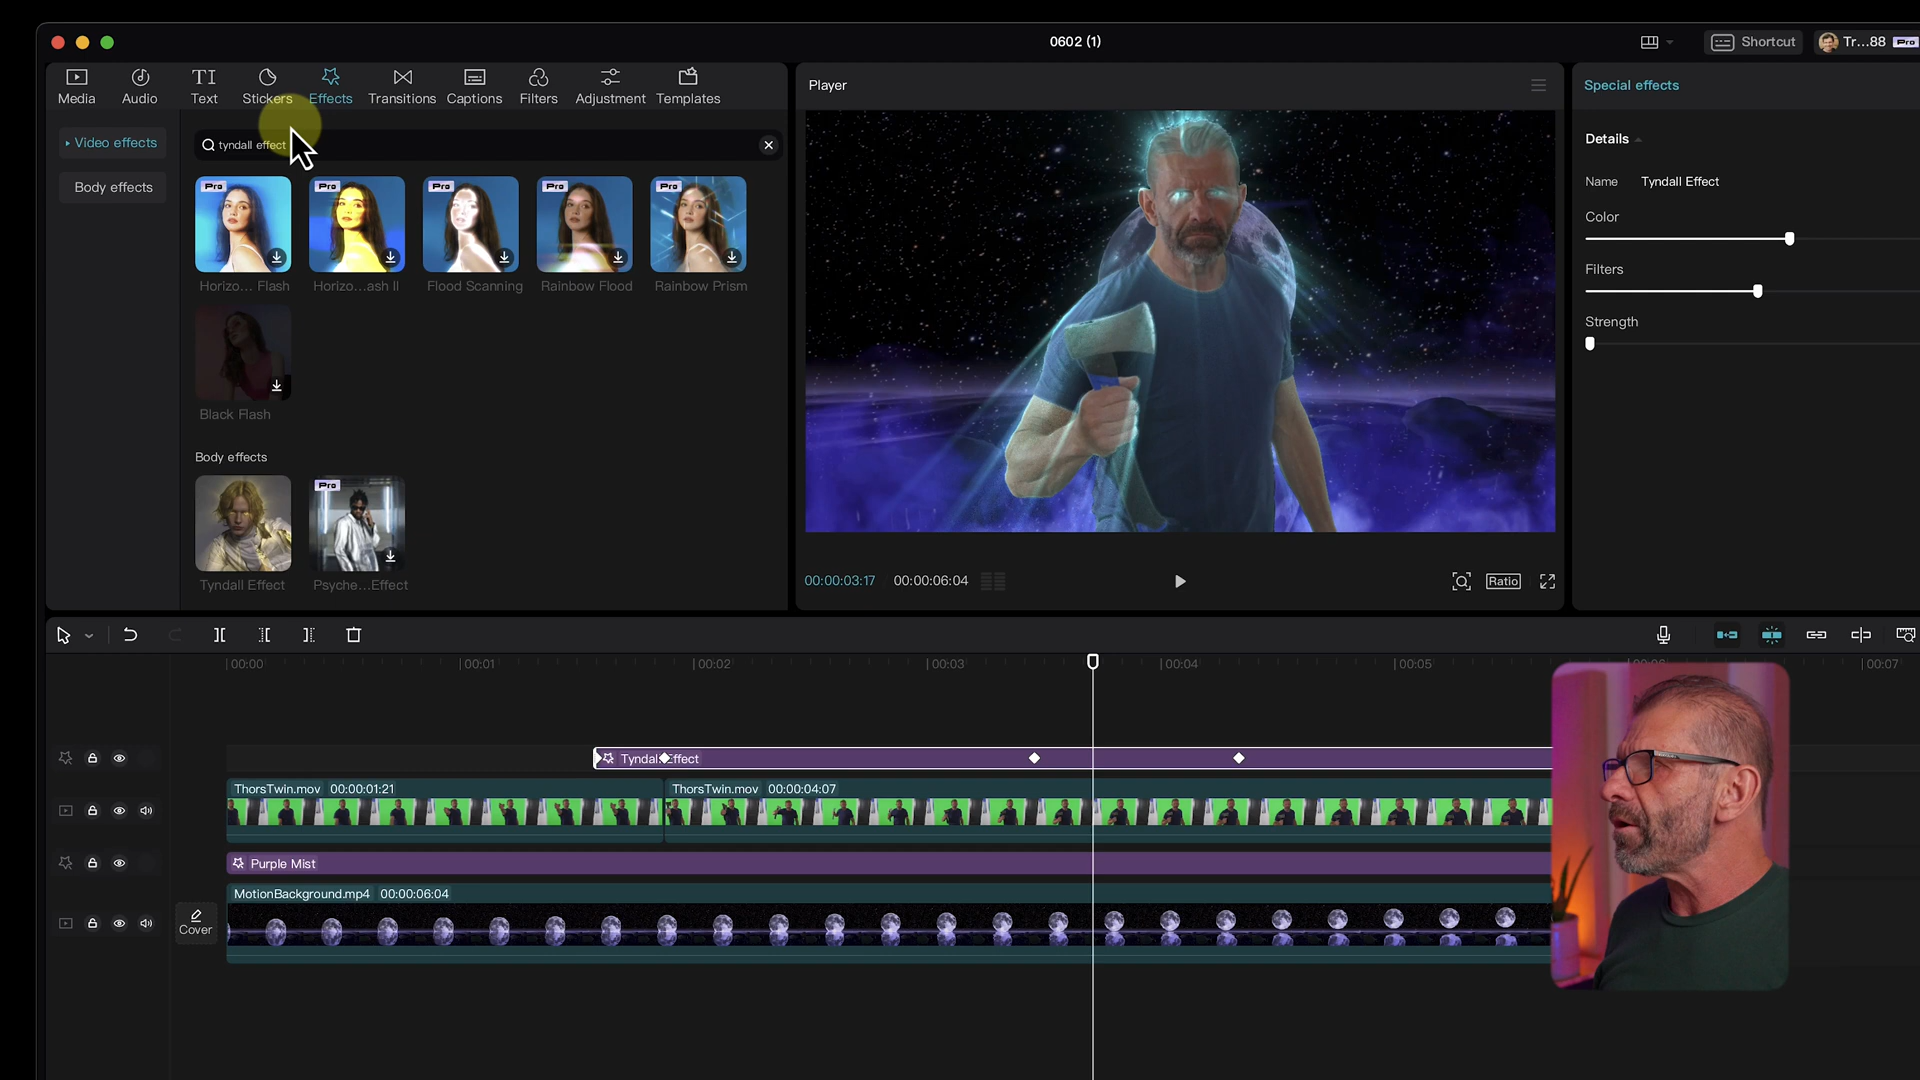 0602 (1)
Shortcut
Tr...88
Pro
Media
Audio
TI
Text
Stickers
Effects
Transitions
Captions
Filters
Adjustment
Templates
Player
Special effects
Video effects
Body effects
tyndall effect
Pro
Pro
Pro
Pro
Pro
Horizo... Flash
Horizo...ash II
Flood Scanning
Rainbow Flood
Rainbow Prism
Black Flash
Body effects
Pro
Tyndall Effect
Psyche...Effect
Details
Name
Tyndall Effect
Color
Filters
Strength
00:00:03:17
00:00:06:04
Ratio
00:00
00:01
00:02
00:03
00:04
00:05
00:07
Tyndall Effect
ThorsTwin.mov 00:00:01:21
ThorsTwin.mov 00:00:04:07
Purple Mist
MotionBackground.mp4 00:00:06:04
Cover